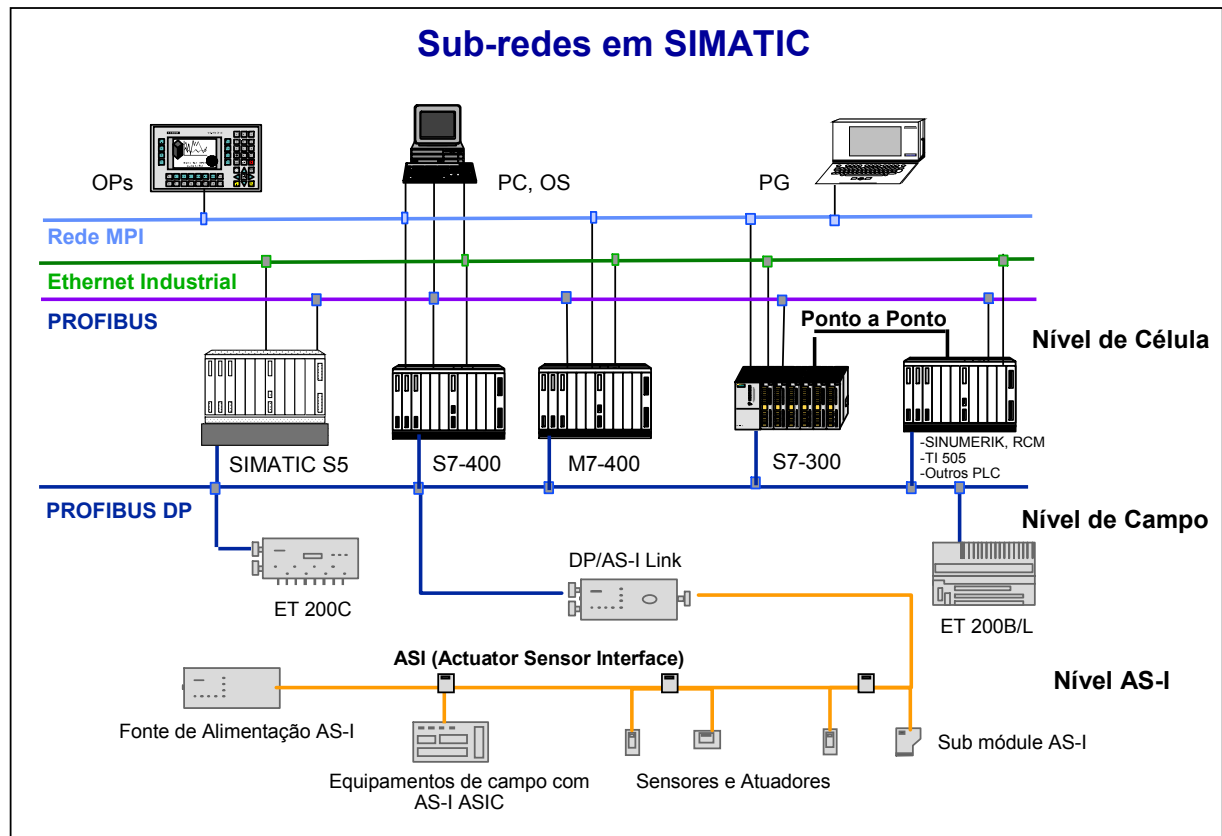 Sub-redes em SIMATIC
OPs
PC, OS
PG
Rede MPI
Ethernet Industrial
PROFIBUS
Ponto a Ponto
Nível de Célula
SIMATIC S5
S7-400
M7-400
S7-300
-SINUMERIK, RCM
-TI 505
-Outros PLC
PROFIBUS DP
Nível de Campo
ET 200C
DP/AS-I Link
ET 200B/L
ASI (Actuator Sensor Interface)
Nível AS-I
Fonte de Alimentação AS-I
Equipamentos de campo com
AS-I ASIC
Sensores e Atuadores
Sub módule AS-I